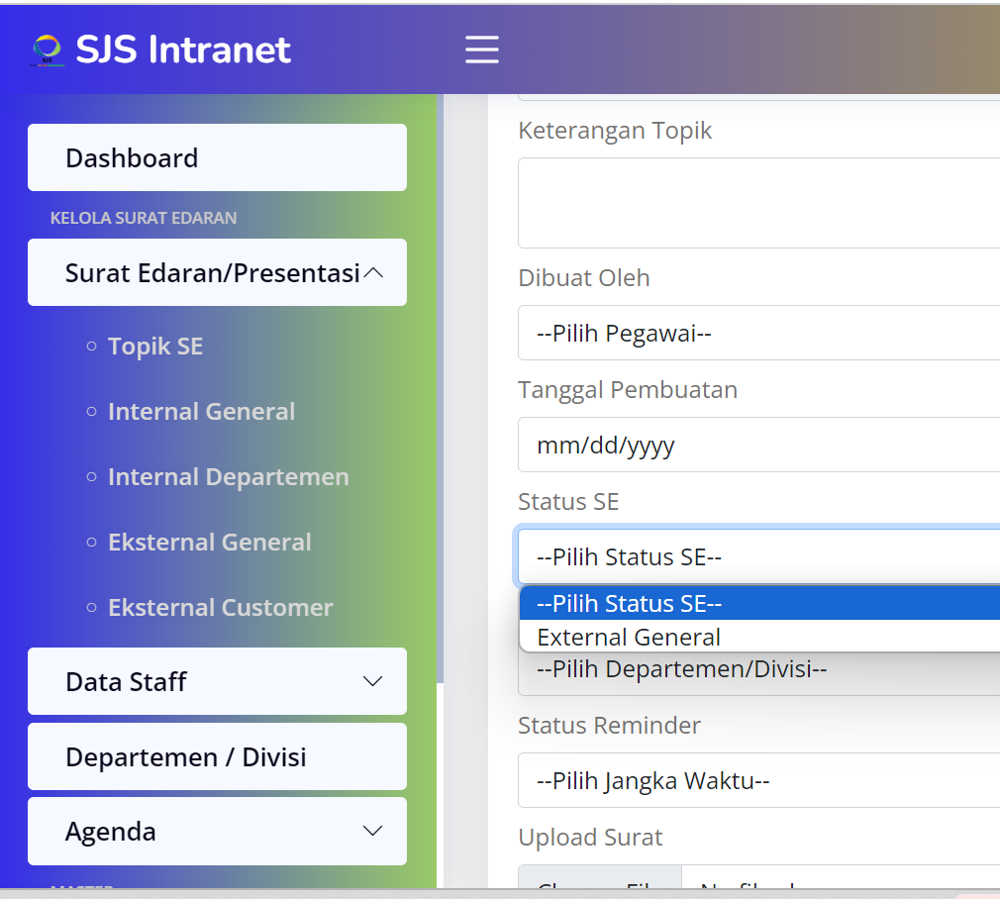 SJS Intranet
Dashboard
KELOLA SURAT EDARAN
Surat Edaran/Presentasi
Topik SE
Internal General
Internal Departemen
Eksternal General
Eksternal Customer
Data Staff
Departemen / Divisi
Agenda
Keterangan Topik
Dibuat Oleh
--Pilih Pegawai--
Tanggal Pembuatan
mm/dd/yyyy
Status SE
--Pilih Status SE--
--Pilih Status SE--
External General
--Pilih Departemen/Divisi--
Status Reminder
--Pilih Jangka Waktu--
Upload Surat